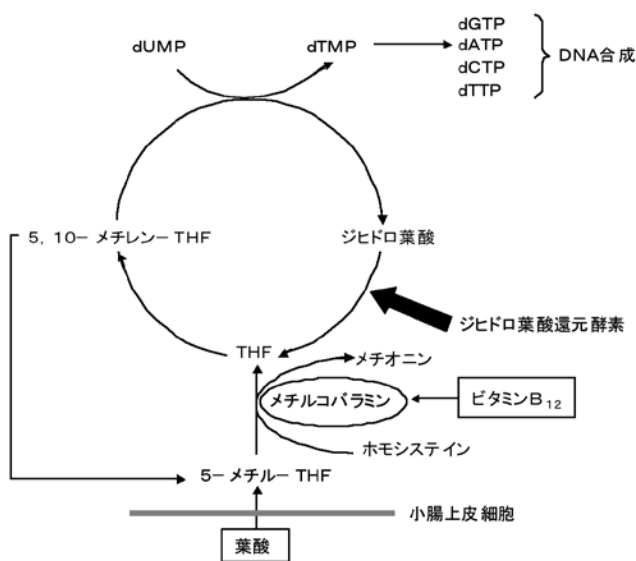 dUMP
dTMP
dGTP
dATP
dCTP
dTTP
DNA合成
5, 10－メチレン－THF
ジヒドロ葉酸
ジヒドロ葉酸還元酵素
THF
メチオニン
メチルコバラミン
ビタミンB₁₂
ホモシステイン
5－メチル－THF
小腸上皮細胞
葉酸